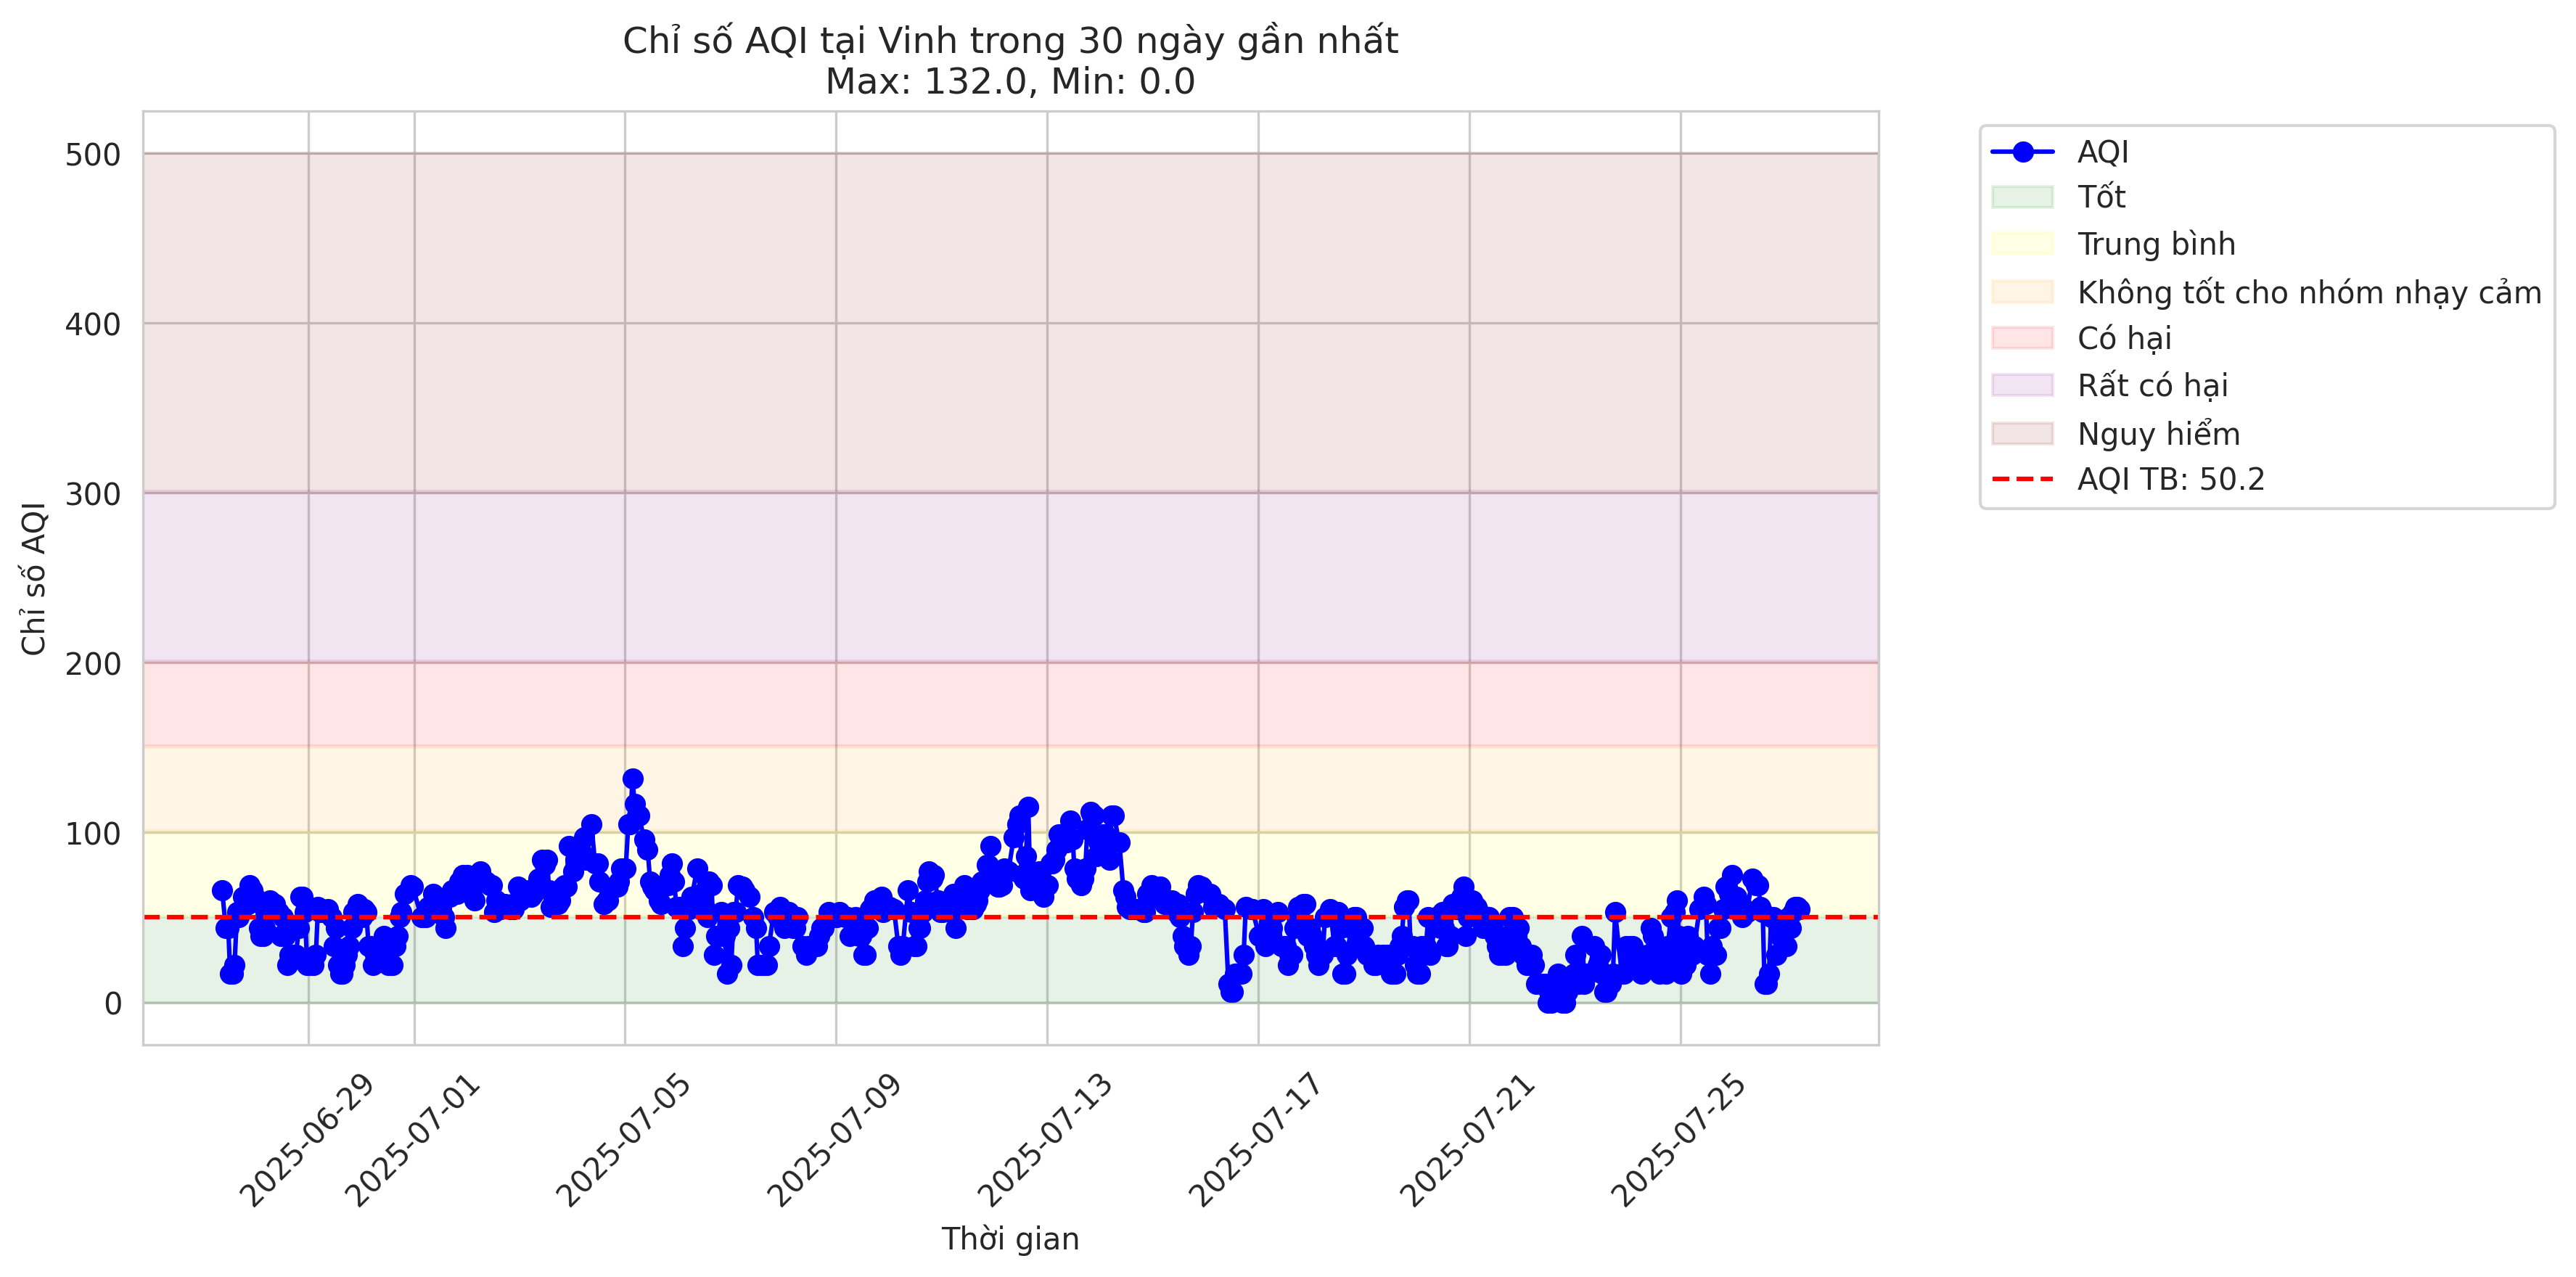 Chỉ số AQI tại Vinh trong 30 ngày gần nhất
Max: 132.0, Min: 0.0
Chỉ số AQI
500
400
300
200
100
0
2025-06-29
2025-07-01
2025-07-05
2025-07-09
2025-07-13
2025-07-17
2025-07-21
2025-07-25
Thời gian
AQI
Tốt
Trung bình
Không tốt cho nhóm nhạy cảm
Có hại
Rất có hại
Nguy hiểm
AQI TB: 50.2